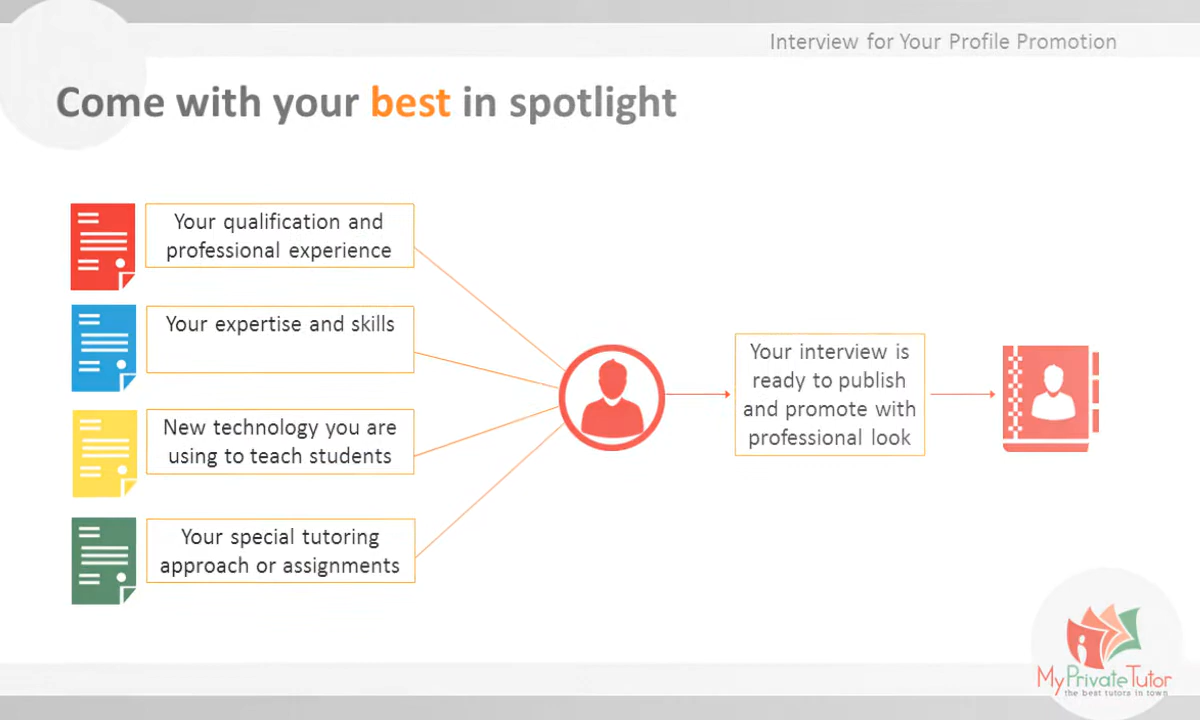 Interview for Your Profile Promotion
Come with your best in spotlight
Your qualification and
professional experience
Your expertise and skills
New technology you are
using to teach students
Your special tutoring
approach or assignments
Your interview is
ready to publish
and promote with
professional look
MyPrivateTutor
the best tutors in town